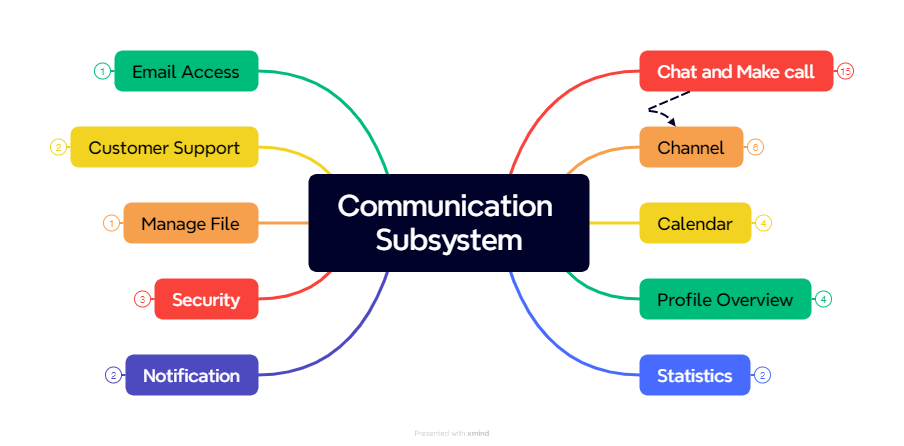 Email Access
1
Customer Support
2
Manage File
1
Security
3
Notification
2
Communication
Subsystem
Chat and Make call
15
Channel
6
Calendar
4
Profile Overview
4
Statistics
2
Presented with xmind